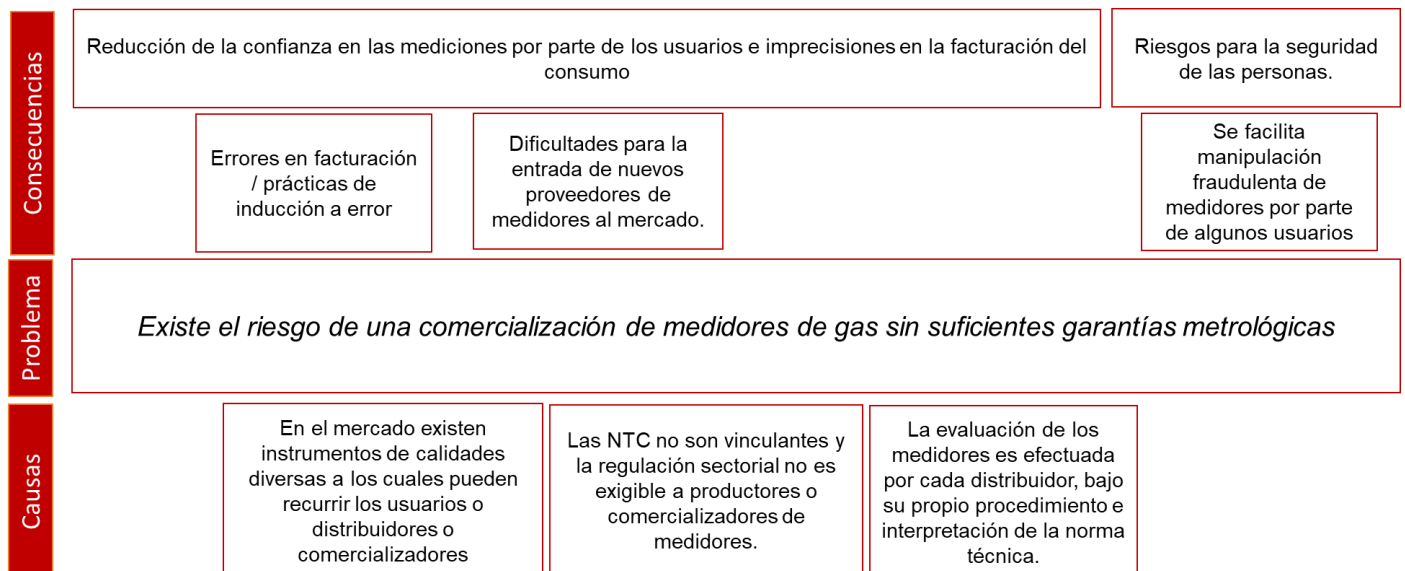 Consecuencias
Reducción de la confianza en las mediciones por parte de los usuarios e imprecisiones en la facturación del
consumo
Riesgos para la seguridad
de las personas.
Errores en facturación
/ prácticas de
inducción a error
Dificultades para la
entrada de nuevos
proveedores de
medidores al mercado.
Se facilita
manipulación
fraudulenta de
medidores por parte
de algunos usuarios
Problema
Existe el riesgo de una comercialización de medidores de gas sin suficientes garantías metrológicas
Causas
En el mercado existen
instrumentos de calidades
diversas a los cuales pueden
recurrir los usuarios o
distribuidores o
comercializadores
Las NTC no son vinculantes y
la regulación sectorial no es
exigible a productores o
comercializadores de
medidores.
La evaluación de los
medidores es efectuada
por cada distribuidor, bajo
su propio procedimiento e
interpretación de la norma
técnica.